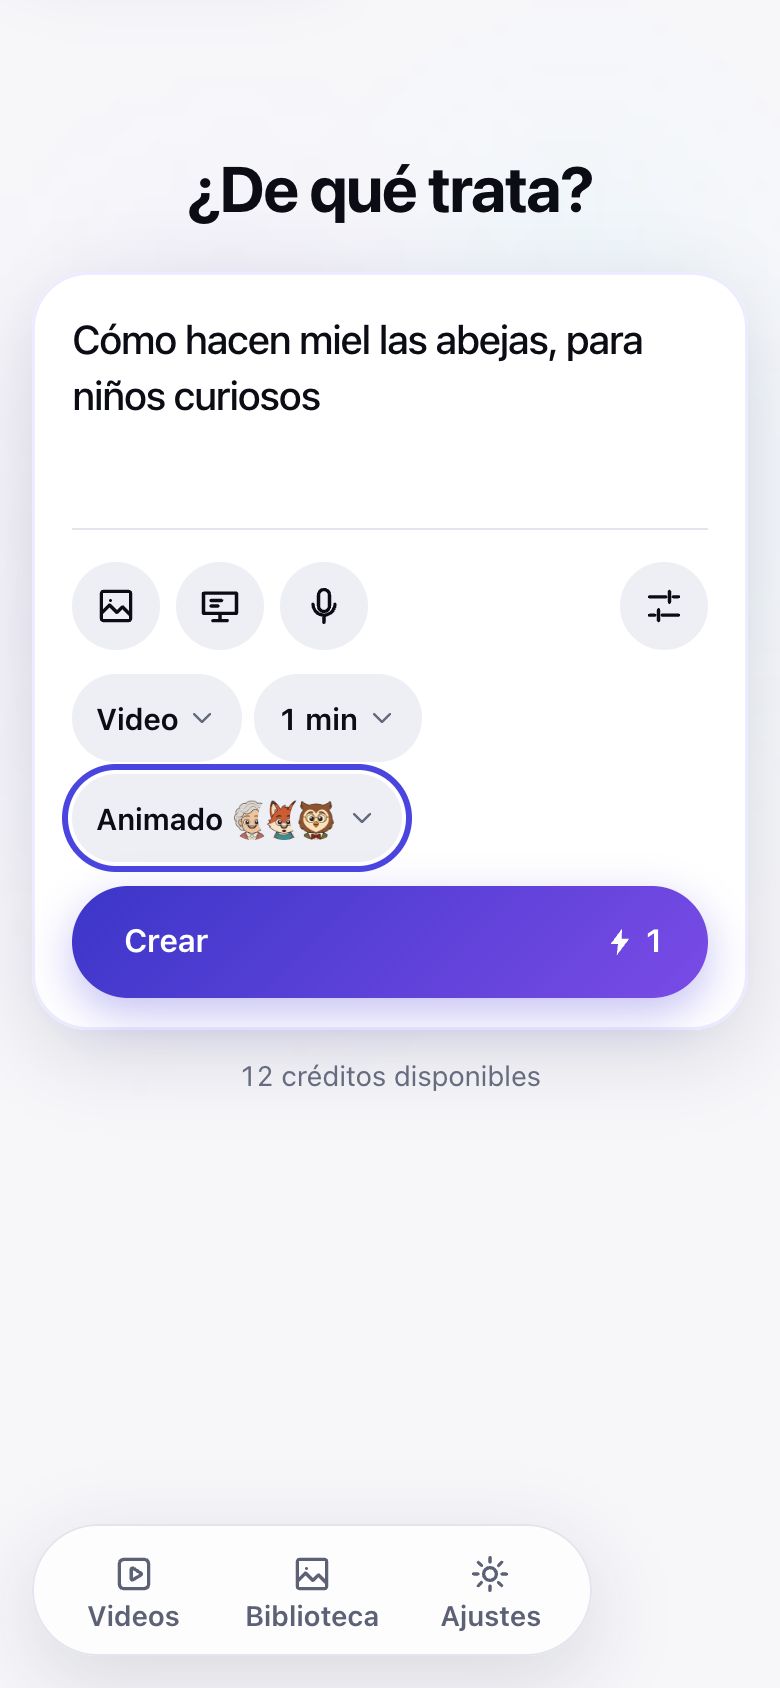 ¿De qué trata?
Cómo hacen miel las abejas, para
niños curiosos
Video
1 min
Animado
Crear
1
12 créditos disponibles
Videos
Biblioteca
Ajustes